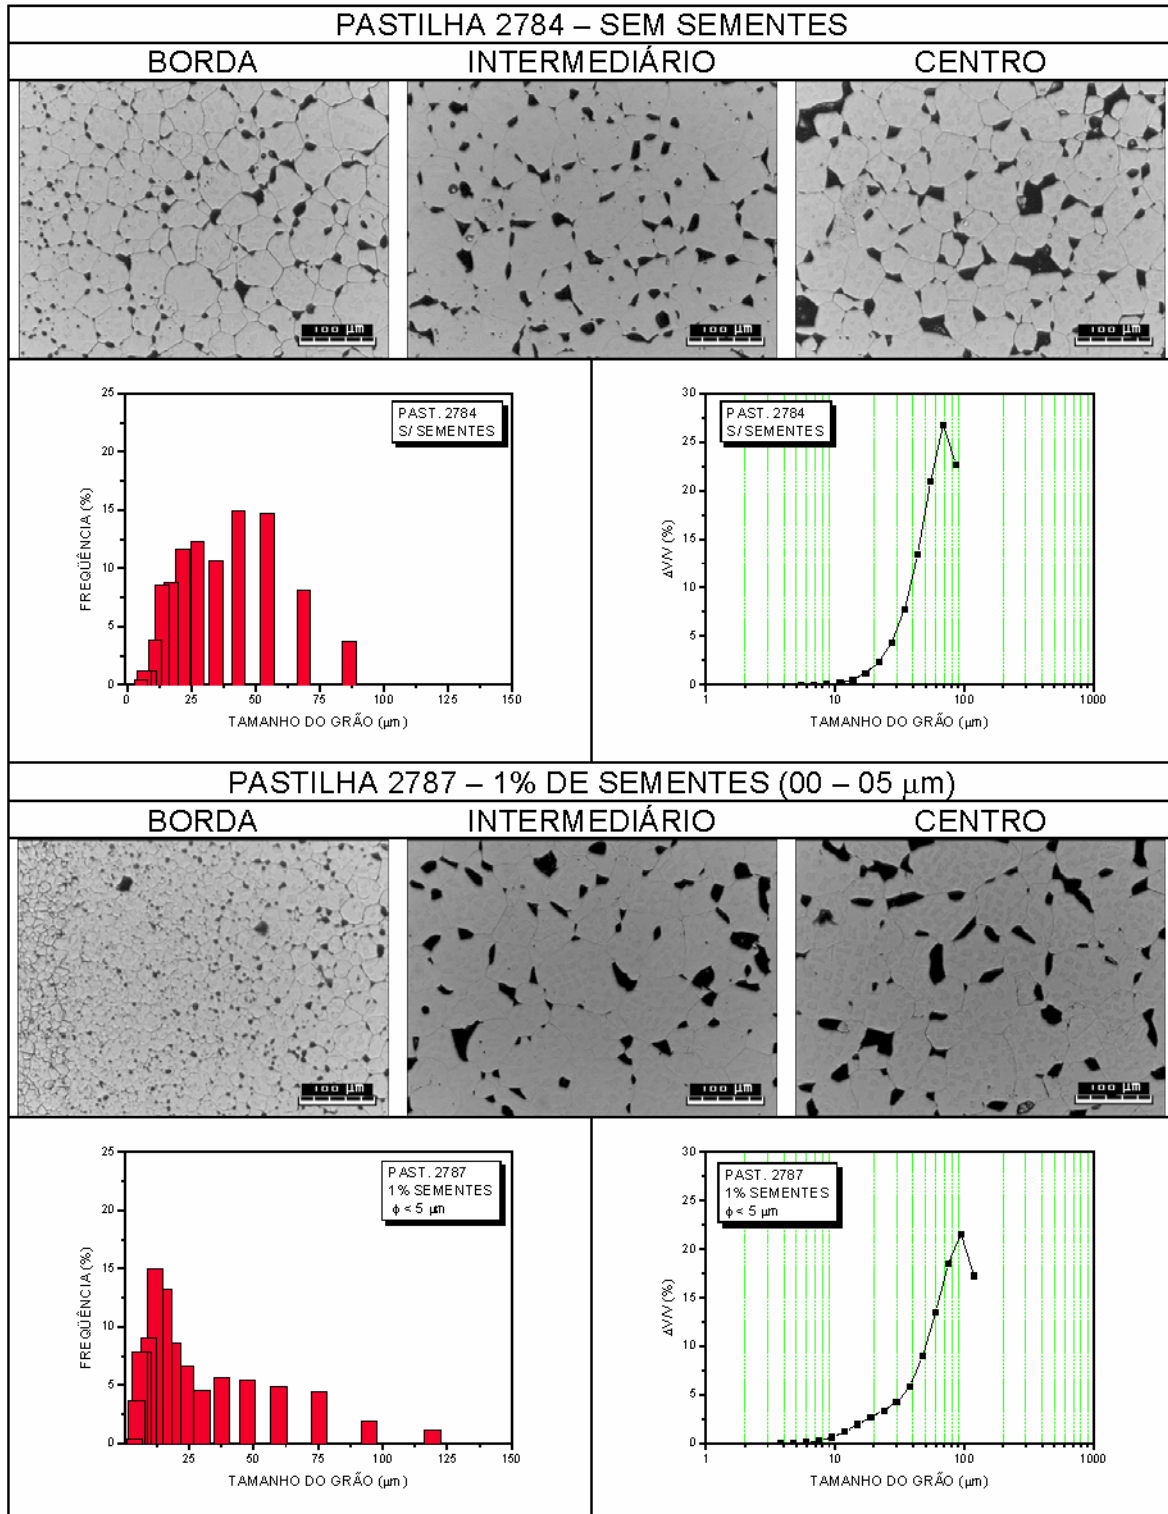 PASTILHA 2784 – SEM SEMENTES
BORDA INTERMEDIÁRIO CENTRO
100 µm 100 µm 100 µm
25
20
15
10
5
0
FREQÜÊNCIA (%)
PAST. 2784
S/ SEMENTES
0 25 50 75 100 125 150
TAMANHO DO GRÃO (µm)
30
25
20
15
10
5
0
ΔV/V (%)
PAST. 2784
S/ SEMENTES
1 10 100 1000
TAMANHO DO GRÃO (µm)
PASTILHA 2787 – 1% DE SEMENTES (00 – 05 µm)
BORDA INTERMEDIÁRIO CENTRO
100 µm 100 µm 100 µm
25
20
15
10
5
0
FREQÜÊNCIA (%)
PAST. 2787
1% SEMENTES
ϕ < 5 µm
25 50 75 100 125 150
TAMANHO DO GRÃO (µm)
30
25
20
15
10
5
0
ΔV/V (%)
PAST. 2787
1% SEMENTES
ϕ < 5 µm
1 10 100 1000
TAMANHO DO GRÃO (µm)